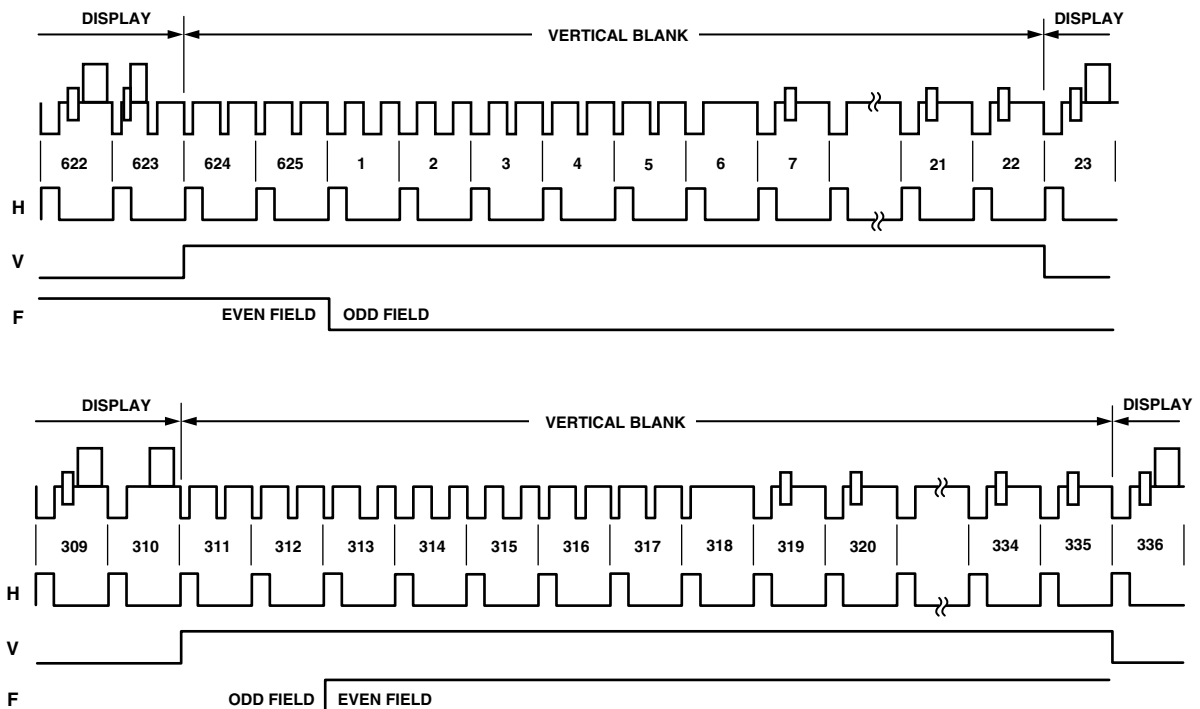 DISPLAY VERTICAL BLANK DISPLAY
622 623 624 625 1 2 3 4 5 6 7 21 22 23
H
V
F EVEN FIELD ODD FIELD
DISPLAY VERTICAL BLANK DISPLAY
309 310 311 312 313 314 315 316 317 318 319 320 334 335 336
H
V
F ODD FIELD EVEN FIELD